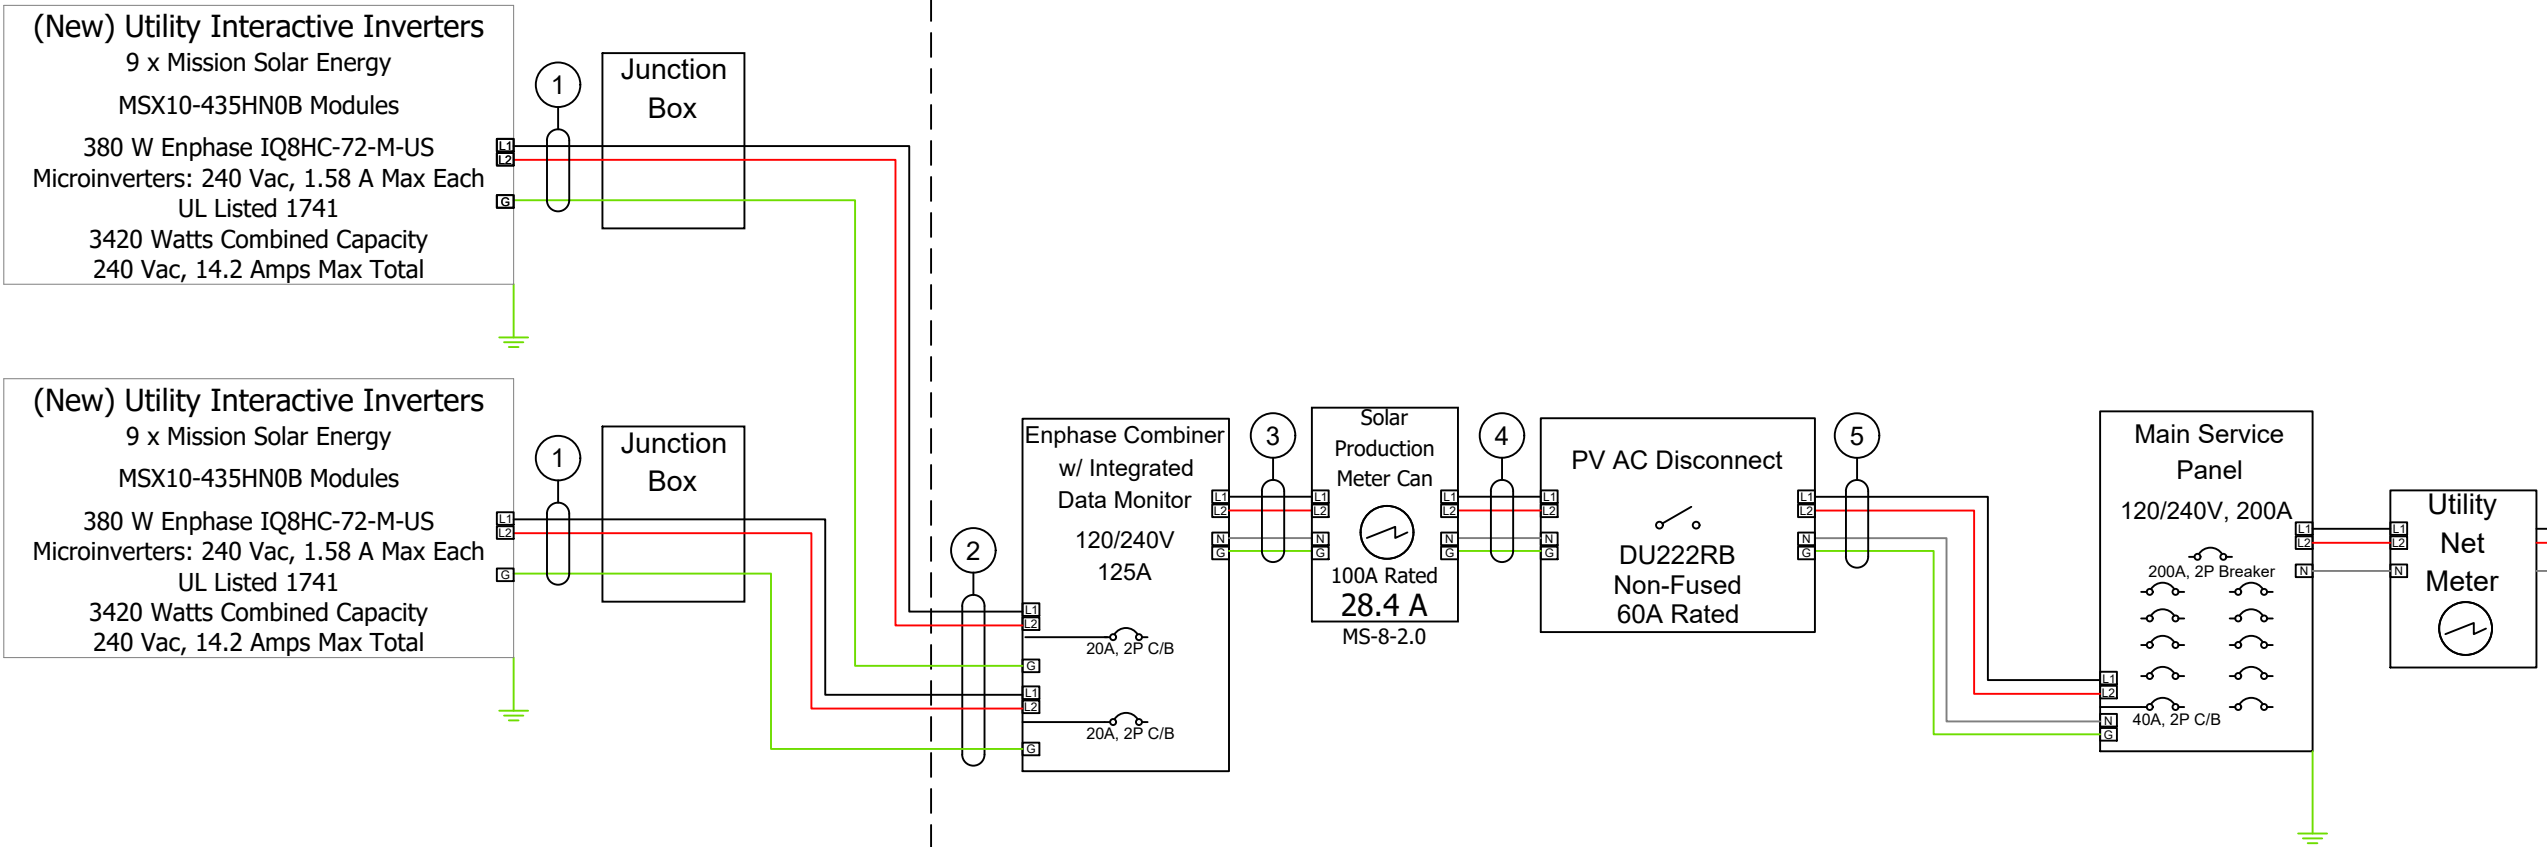 (New) Utility Interactive Inverters
9 x Mission Solar Energy
MSX10-435HN0B Modules
380 W Enphase IQ8HC-72-M-US
Microinverters: 240 Vac, 1.58 A Max Each
UL Listed 1741
3420 Watts Combined Capacity
240 Vac, 14.2 Amps Max Total
L1
L2
G
1
Junction
Box
(New) Utility Interactive Inverters
9 x Mission Solar Energy
MSX10-435HN0B Modules
380 W Enphase IQ8HC-72-M-US
Microinverters: 240 Vac, 1.58 A Max Each
UL Listed 1741
3420 Watts Combined Capacity
240 Vac, 14.2 Amps Max Total
L1
L2
G
1
Junction
Box
2
Enphase Combiner
w/ Integrated
Data Monitor
120/240V
125A
L1
L2
N
G
L1
L2
20A, 2P C/B
G
L1
L2
20A, 2P C/B
G
3
Solar
Production
Meter Can
L1
L2
N
G
L1
L2
N
G
100A Rated
28.4 A
MS-8-2.0
4
PV AC Disconnect
L1
L2
N
G
L1
L2
N
G
DU222RB
Non-Fused
60A Rated
5
Main Service
Panel
120/240V, 200A
L1
L2
N
200A, 2P Breaker
L1
L2
N
G
40A, 2P C/B
Utility
Net
Meter
L1
L2
N